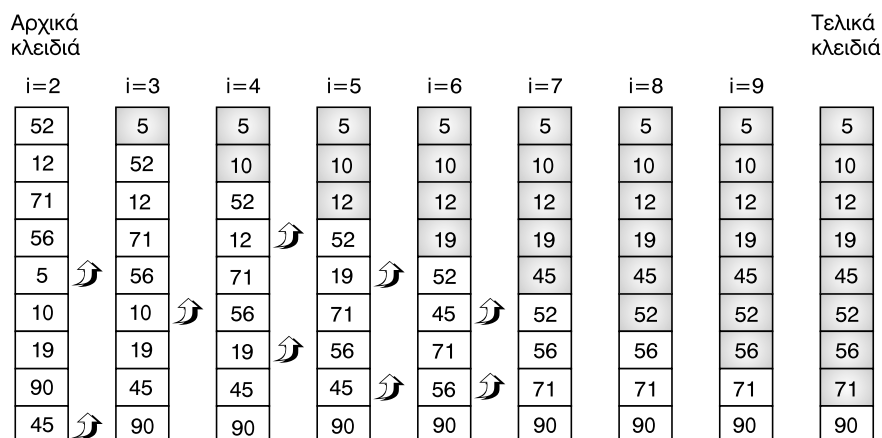 Αρχικά Τελικά
κλειδιά κλειδιά
i=2 i=3 i=4 i=5 i=6 i=7 i=8 i=9
52 5 5 5 5 5 5 5 5
12 52 10 10 10 10 10 10 10
71 12 52 12 12 12 12 12 12
56 71 12 52 19 19 19 19 19
5 56 71 19 52 45 45 45 45
10 10 56 71 45 52 52 52 52
19 19 19 56 71 56 56 56 56
90 45 45 45 56 71 71 71 71
45 90 90 90 90 90 90 90 90